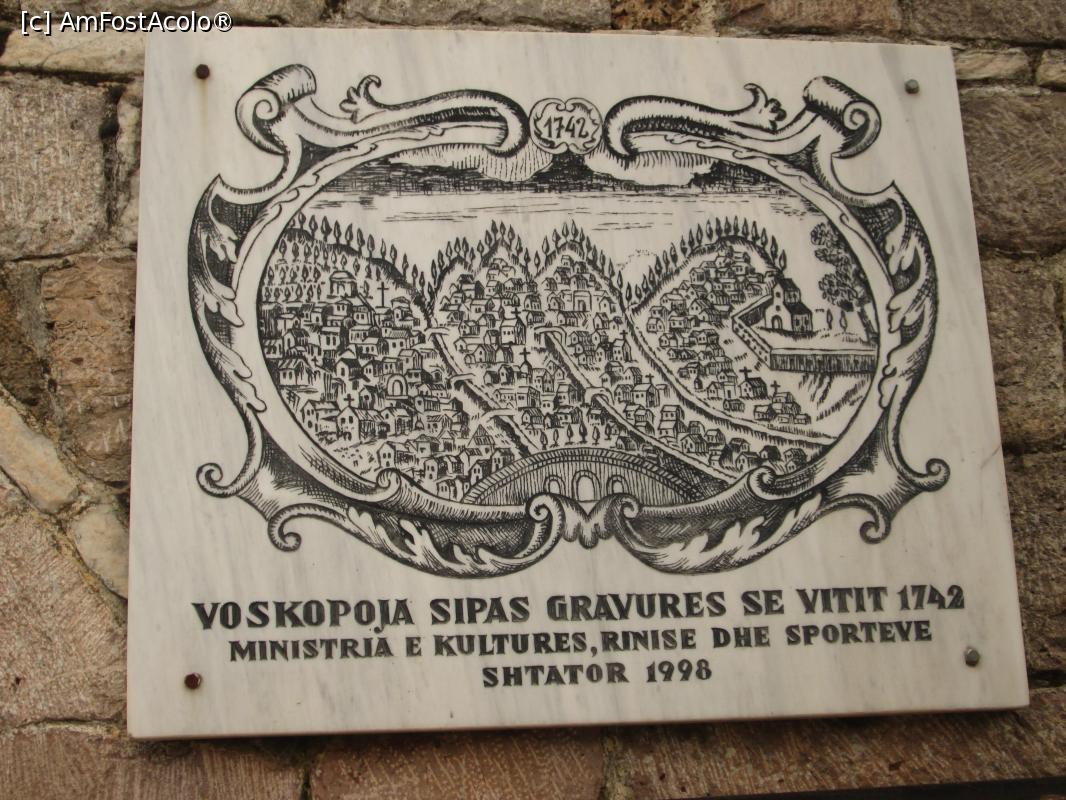 [c] AmFostAcolo®
1742
VOSKOPOJA SIPAS GRAVURES SE VITIT 1742
MINISTRIA E KULTURES, RINISE DHE SPORTEVE
SHTATOR 1998